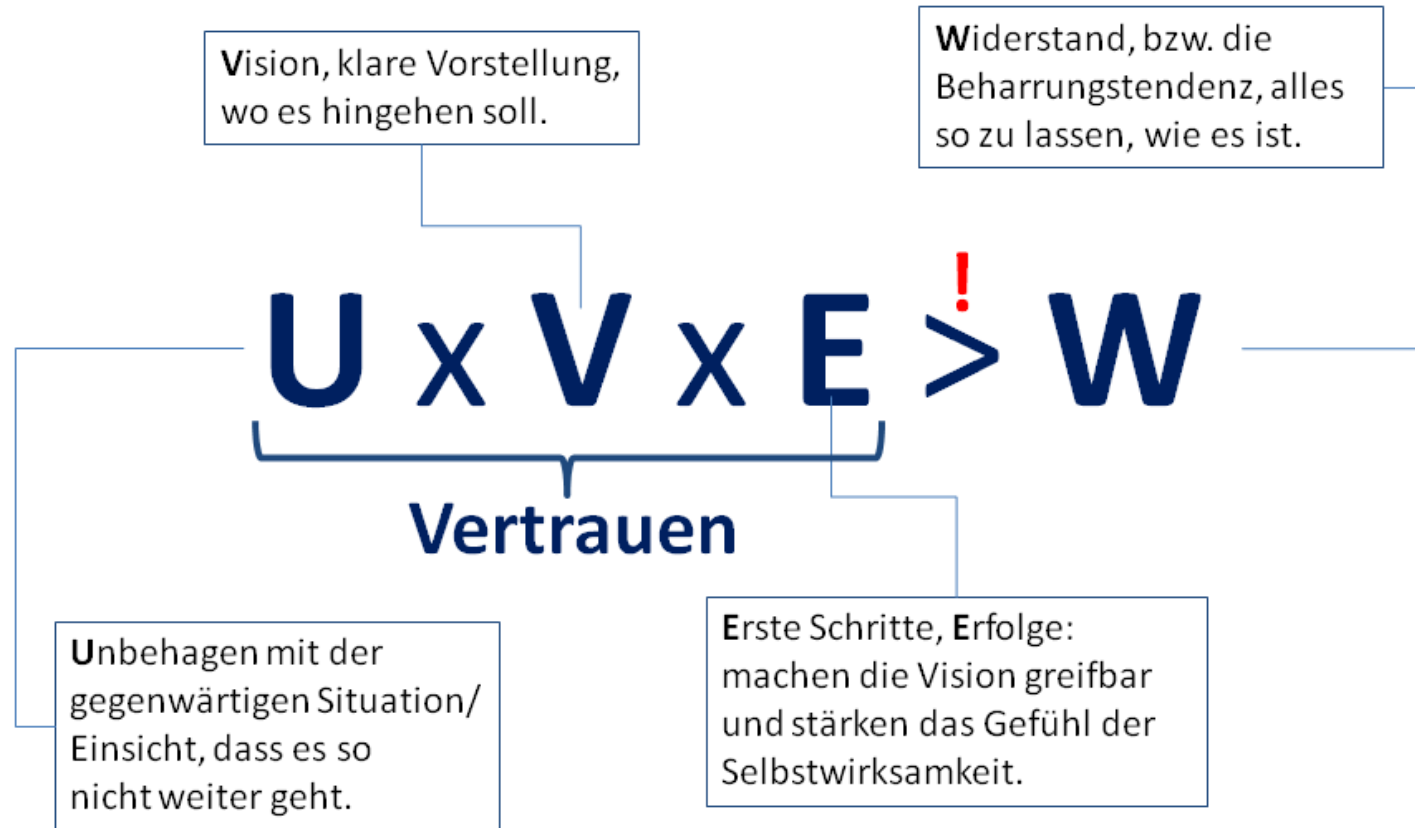 Vision, klare Vorstellung,
wo es hingehen soll.
Widerstand, bzw. die
Beharrungstendenz, alles
so zu lassen, wie es ist.
!
U x V x E > W
Vertrauen
Unbehagen mit der
gegenwärtigen Situation/
Einsicht, dass es so
nicht weiter geht.
Erste Schritte, Erfolge:
machen die Vision greifbar
und stärken das Gefühl der
Selbstwirksamkeit.